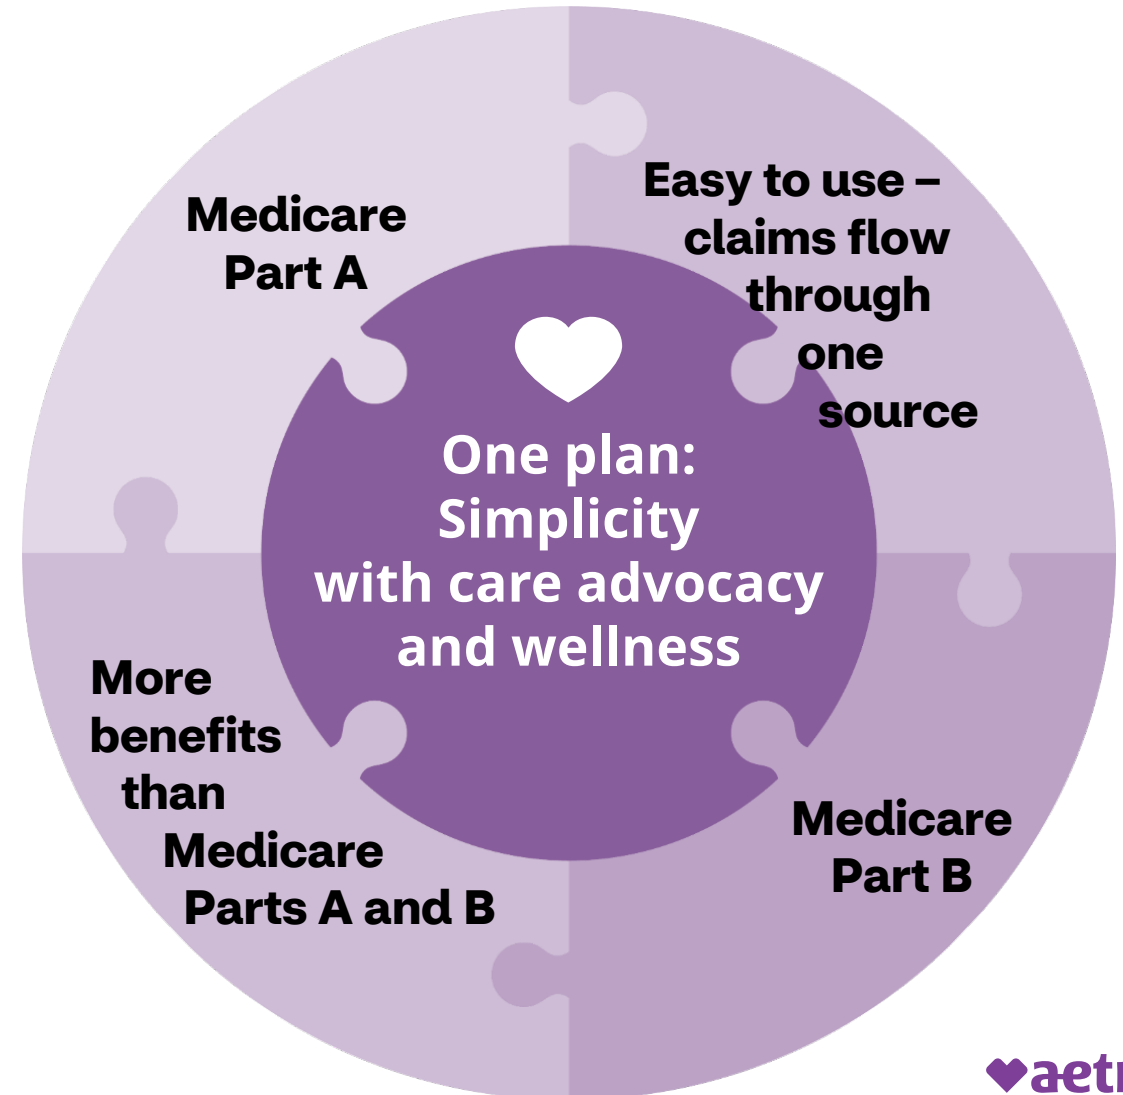 Medicare
Part A
Easy to use –
claims flow
through
one
source
One plan:
Simplicity
with care advocacy
and wellness
More
benefits
than
Medicare
Parts A and B
Medicare
Part B